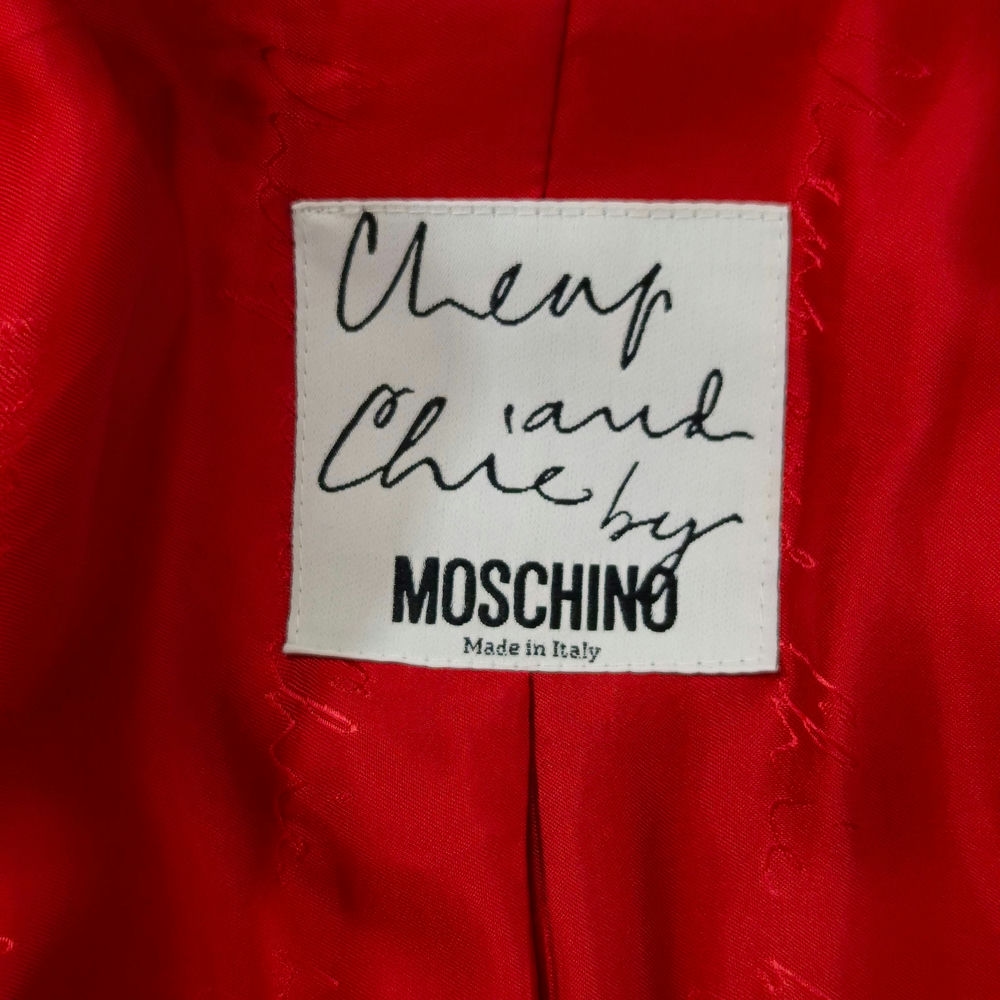 Cheap
and
Chic
by
MOSCHINO
Made in Italy